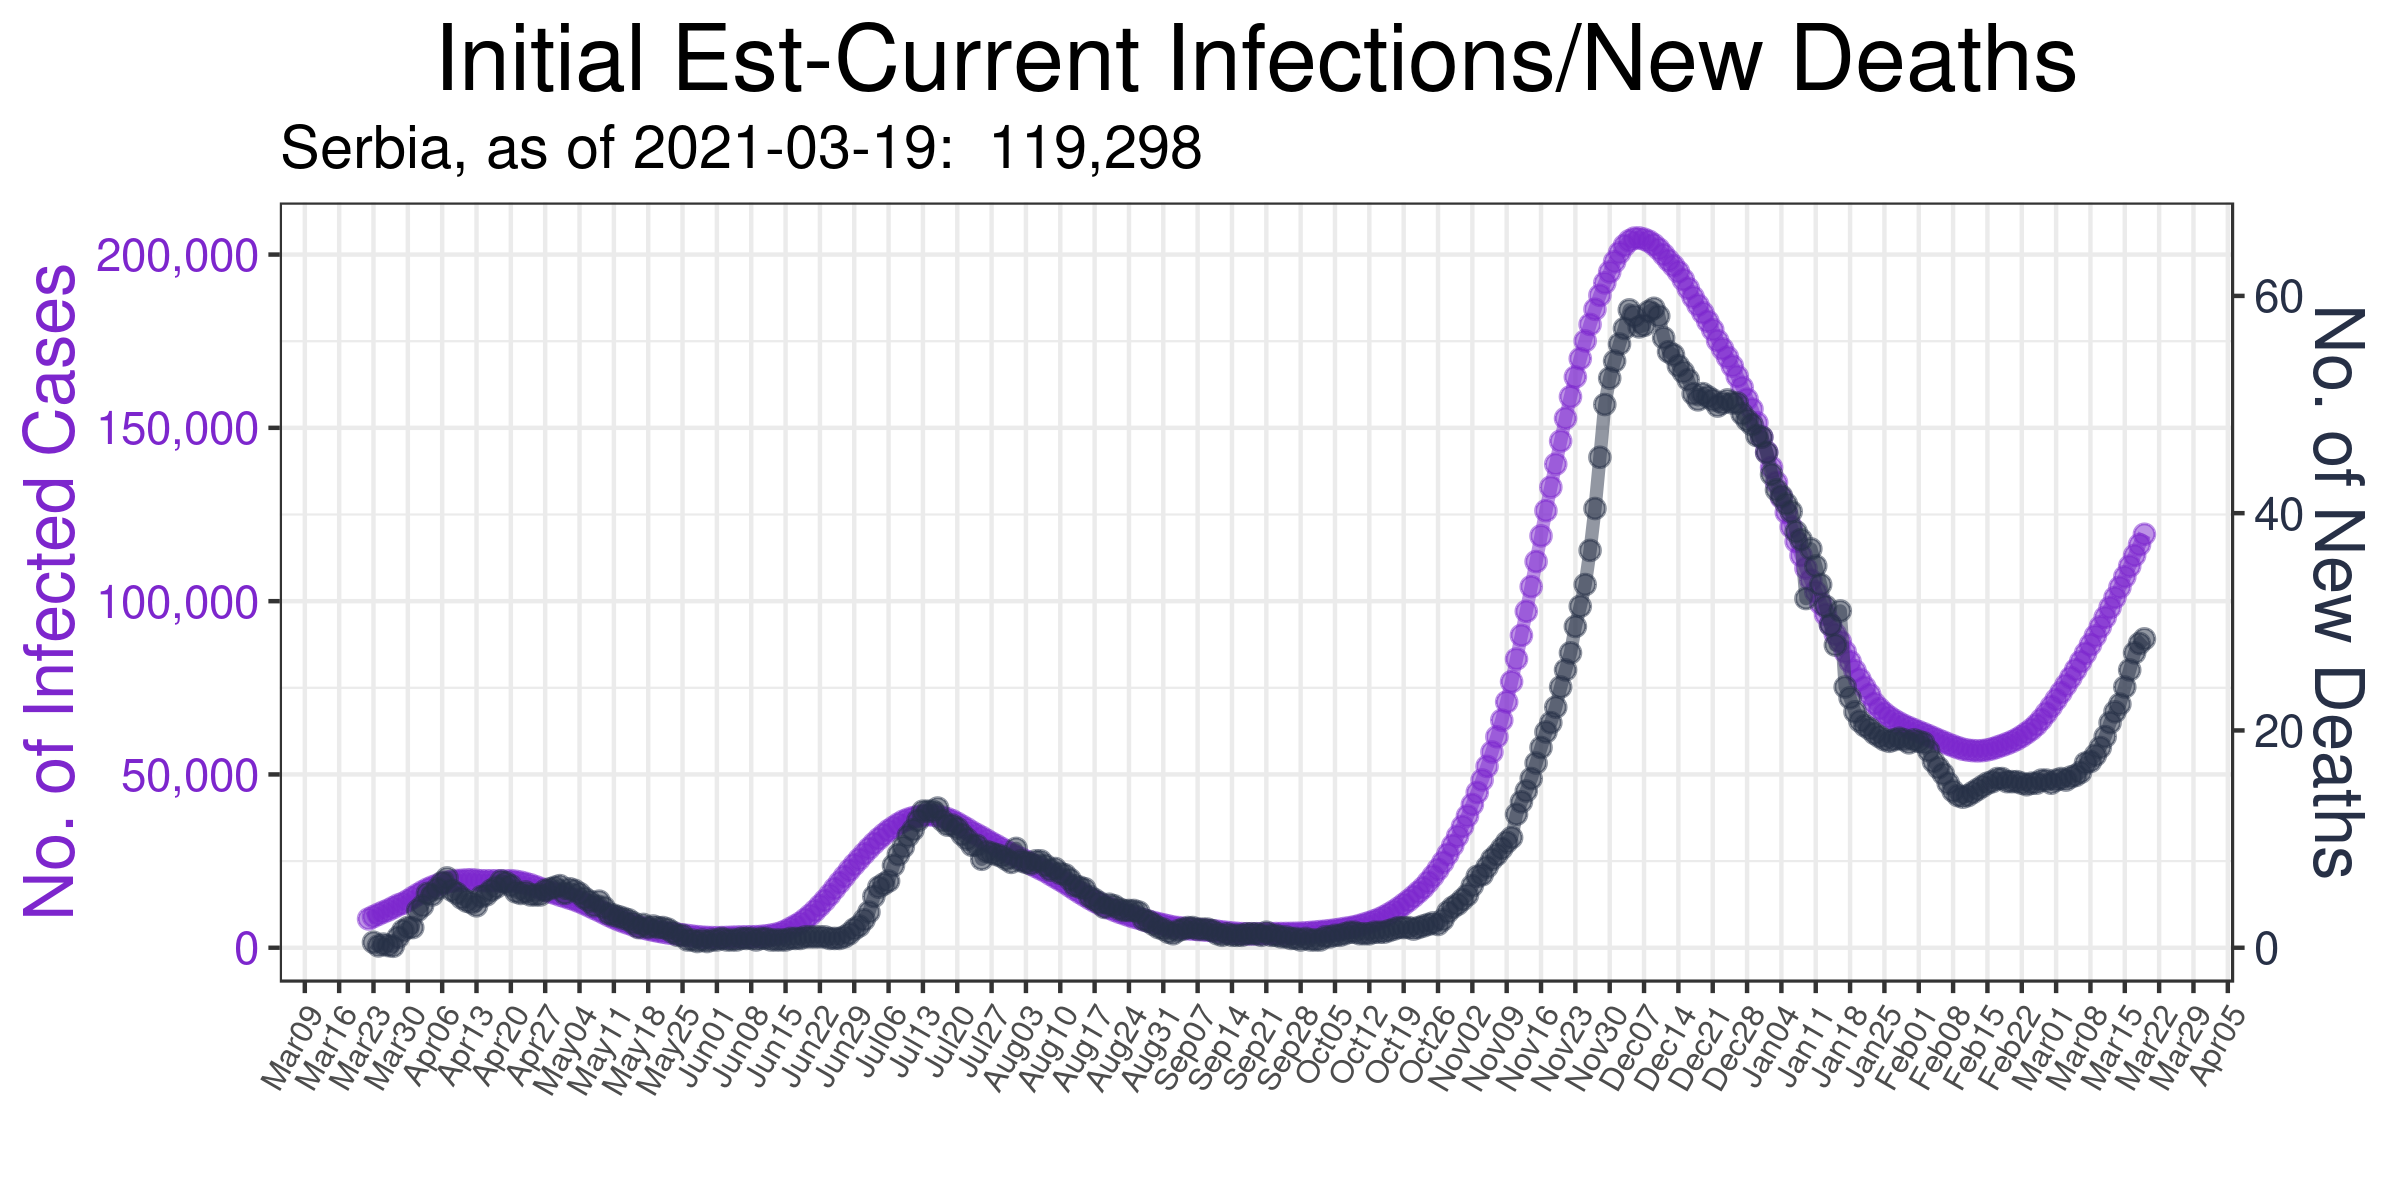 Initial Est-Current Infections/New Deaths
Serbia, as of 2021-03-19: 119,298
No. of Infected Cases
200,000
150,000
100,000
50,000
0
60
40
20
0
No. of New Deaths
Mar09
Mar16
Mar23
Mar30
Apr06
Apr13
Apr20
Apr27
May04
May11
May18
May25
Jun01
Jun08
Jun15
Jun22
Jun29
Jul06
Jul13
Jul20
Jul27
Aug03
Aug10
Aug17
Aug24
Aug31
Sep07
Sep14
Sep21
Sep28
Oct05
Oct12
Oct19
Oct26
Nov02
Nov09
Nov16
Nov23
Nov30
Dec07
Dec14
Dec21
Dec28
Jan04
Jan11
Jan18
Jan25
Feb01
Feb08
Feb15
Feb22
Mar01
Mar08
Mar15
Mar22
Mar29
Apr05